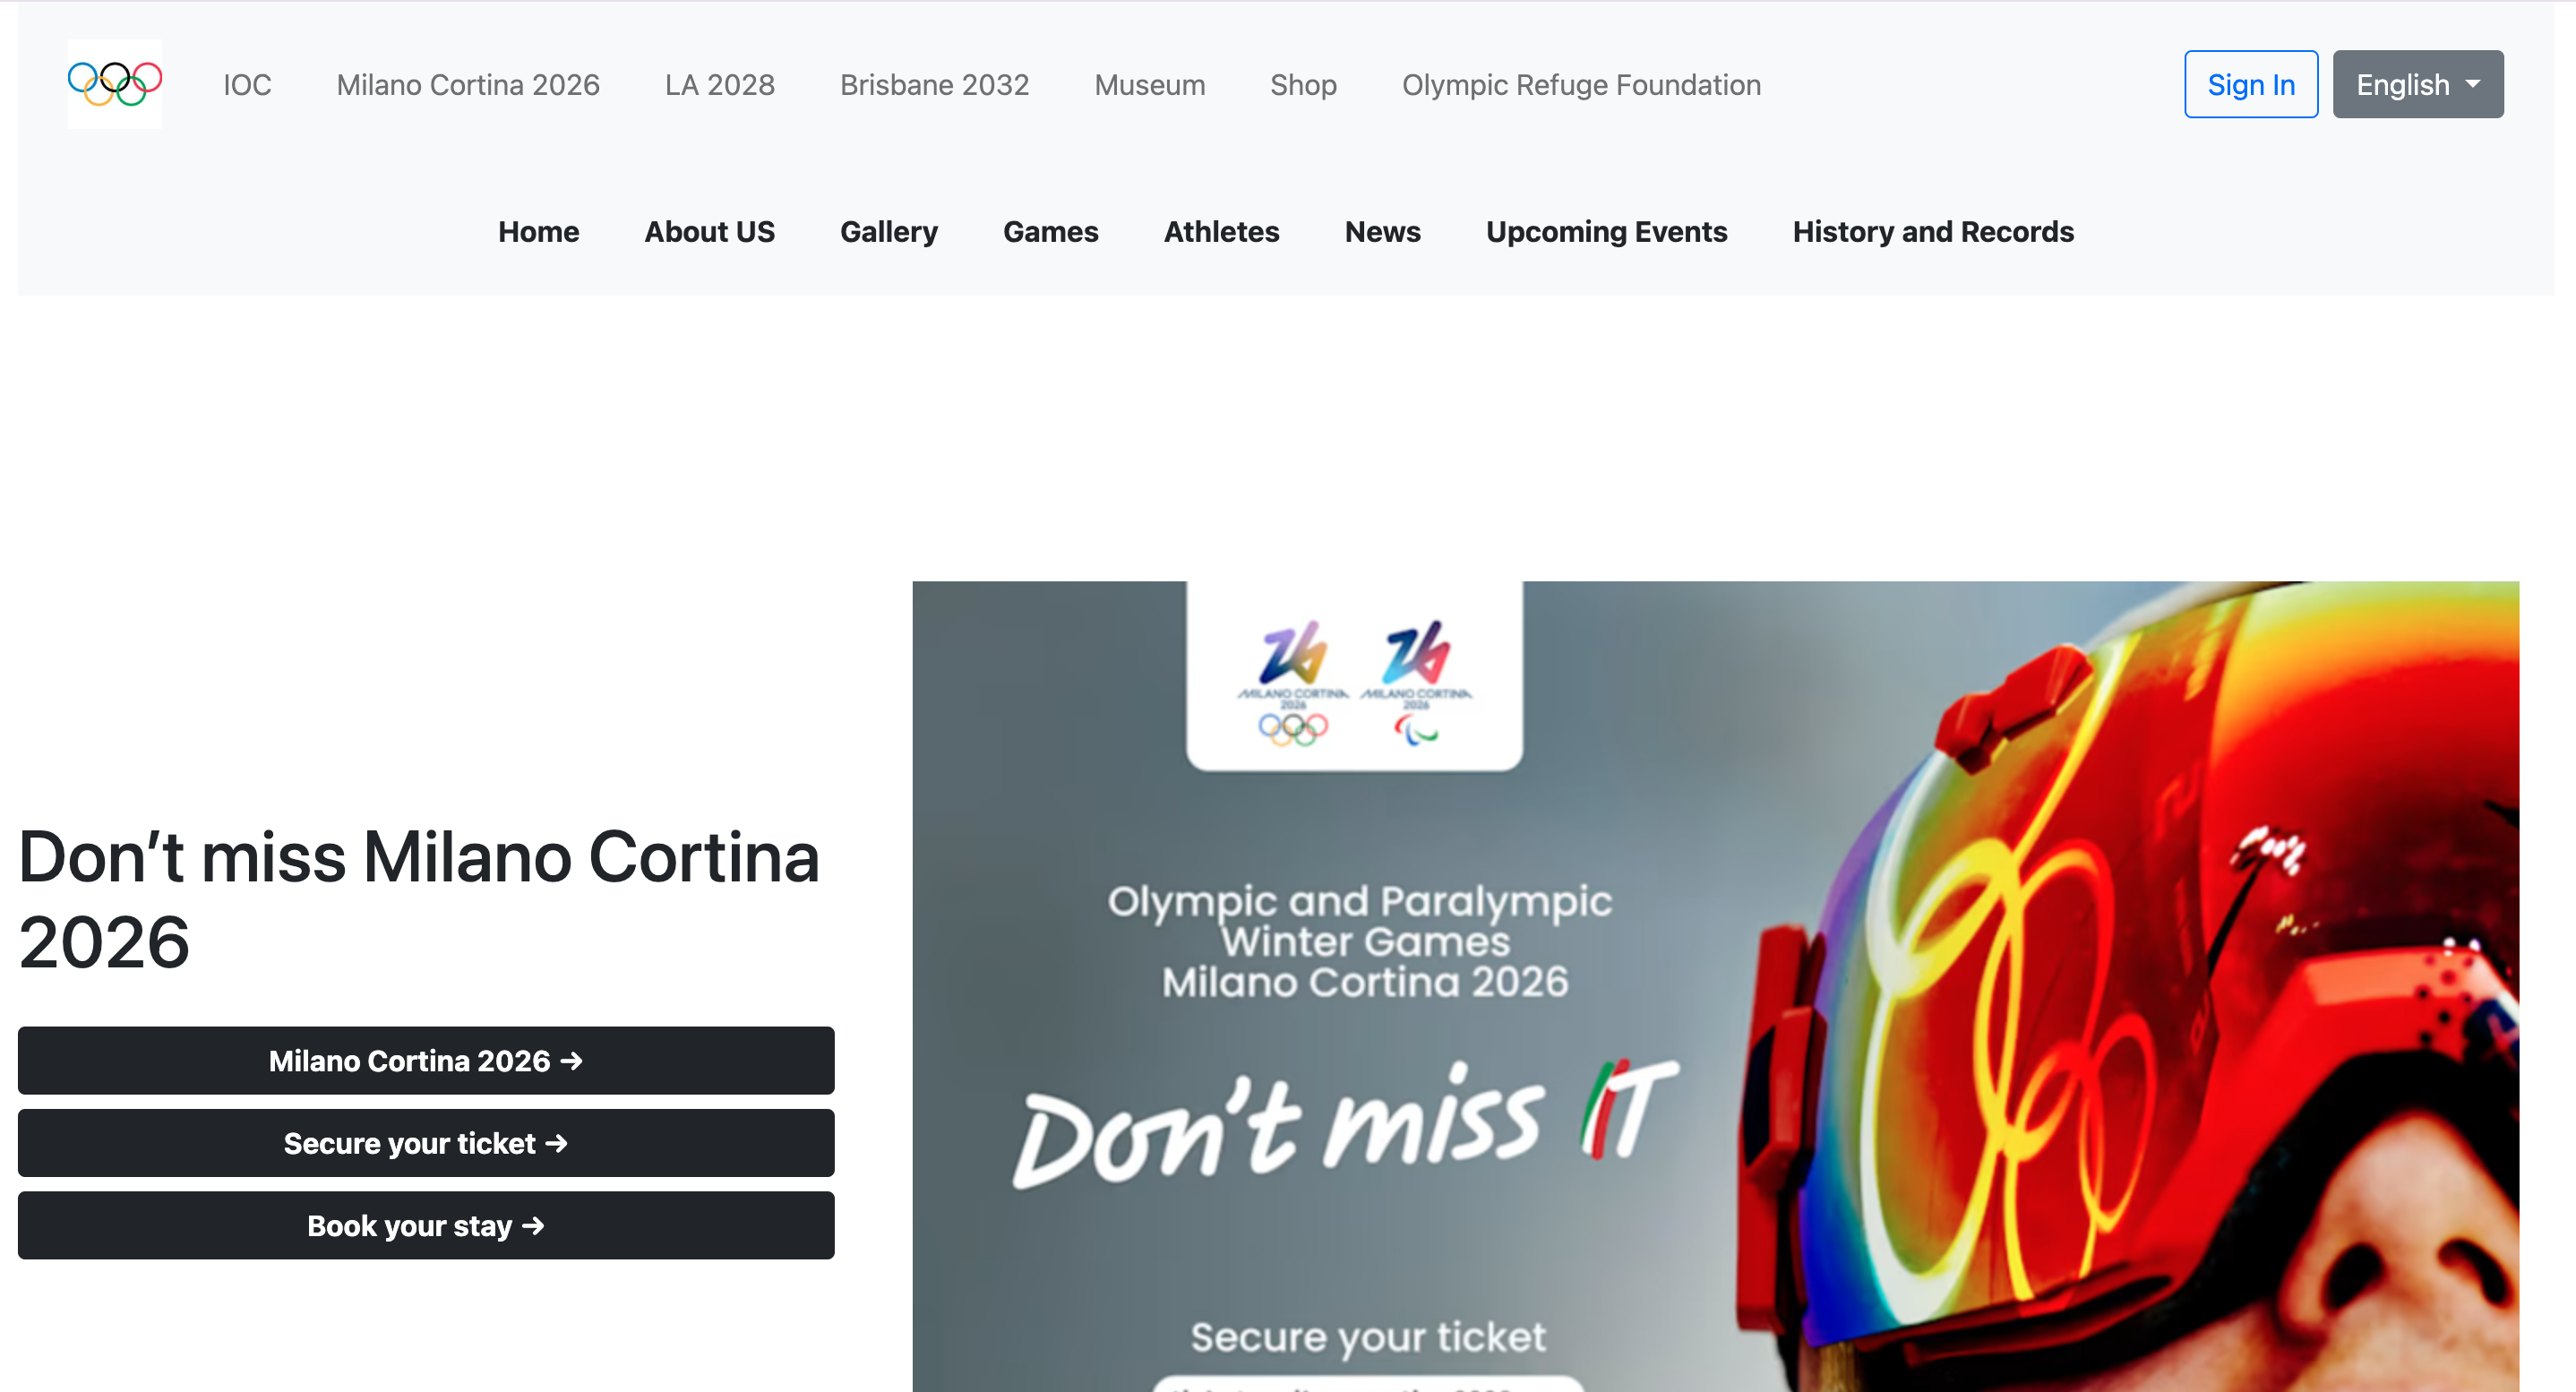 IOC Milano Cortina 2026 LA 2028 Brisbane 2032 Museum Shop Olympic Refuge Foundation Sign In English
Home About US Gallery Games Athletes News Upcoming Events History and Records
Don’t miss Milano Cortina
2026
Milano Cortina 2026 →
Secure your ticket →
Book your stay →
26 26
MILANO CORTINA MILANO CORTINA
2026 2026
Olympic and Paralympic
Winter Games
Milano Cortina 2026
Don't miss IT
Secure your ticket